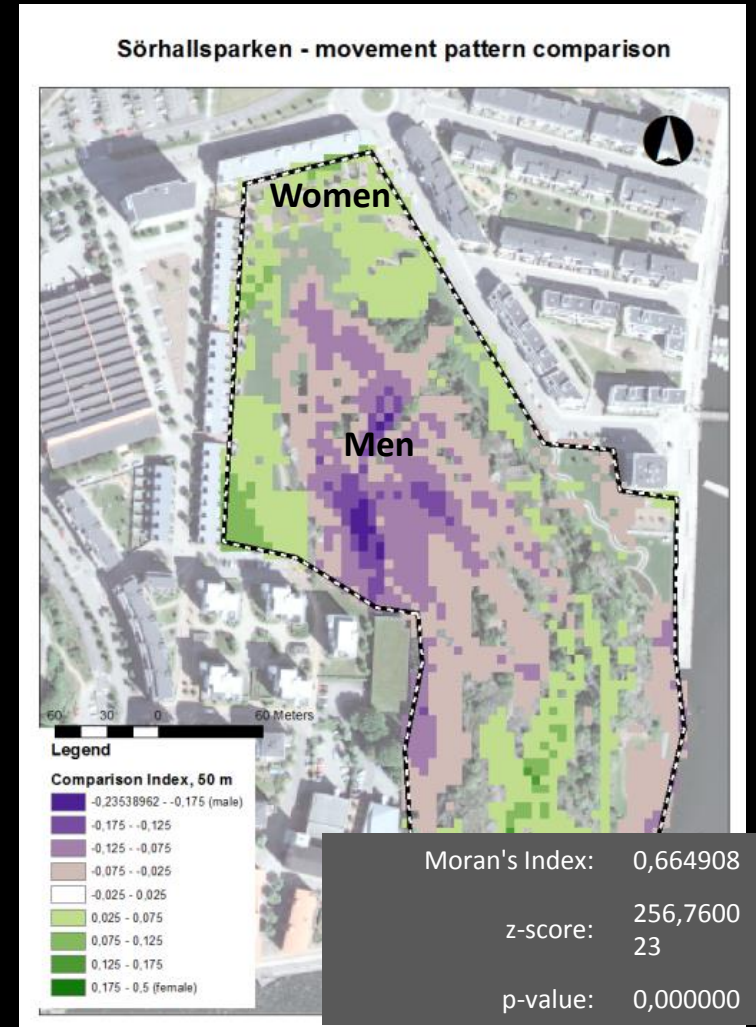 Sörhallsparken - movement pattern comparison
Women
Men
60 30 0 60 Meters
Legend
Comparison Index, 50 m
-0,23538962 - -0,175 (male)
-0,175 - -0,125
-0,125 - -0,075
-0,075 - -0,025
-0,025 - 0,025
0,025 - 0,075
0,075 - 0,125
0,125 - 0,175
0,175 - 0,5 (female)
Moran's Index: 0,664908
z-score: 256,7600
23
p-value: 0,000000